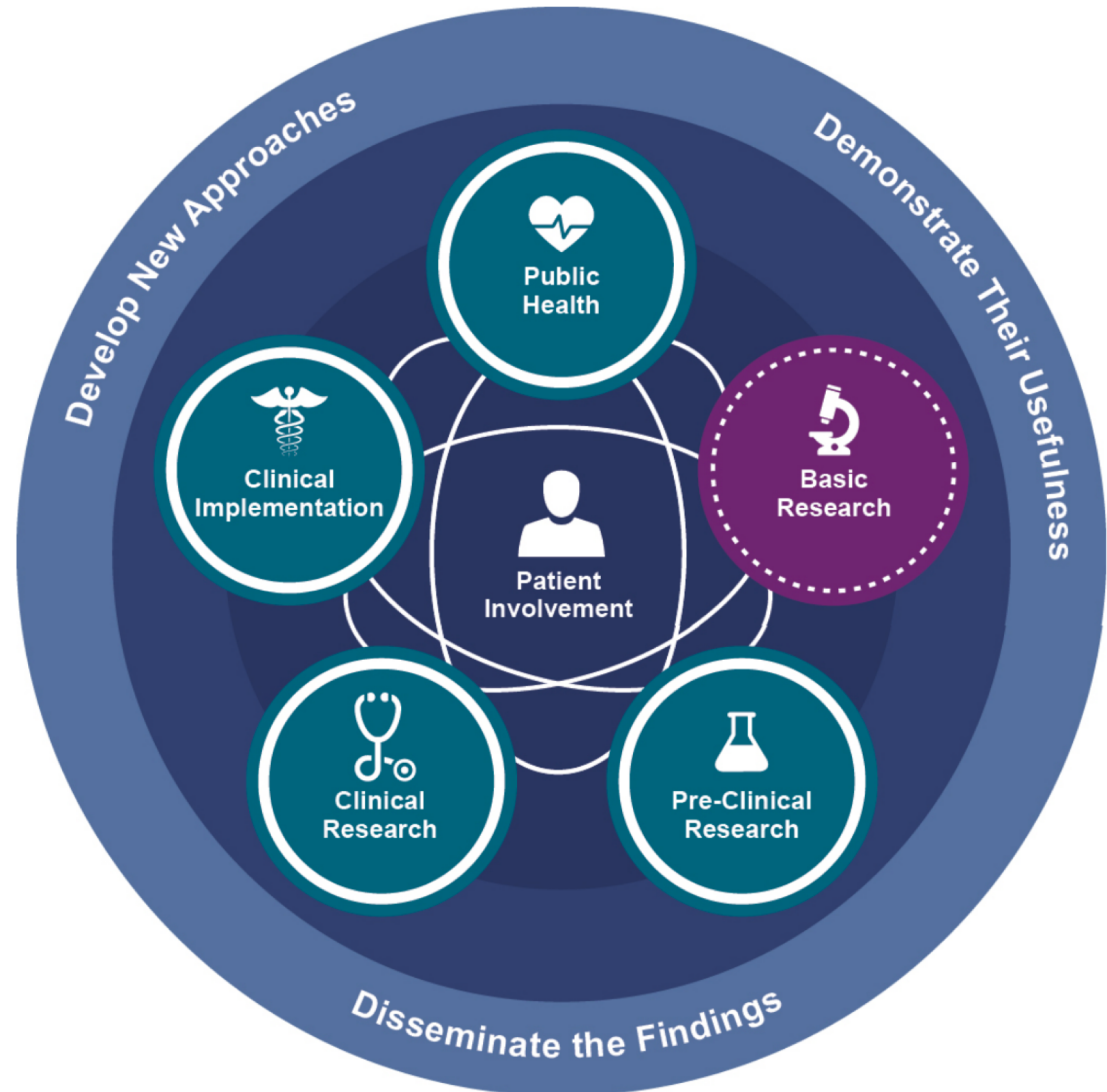 Develop New Approaches
Demonstrate Their Usefulness
Public
Health
Clinical
Implementation
Basic
Research
Patient
Involvement
Clinical
Research
Pre-Clinical
Research
Disseminate the Findings